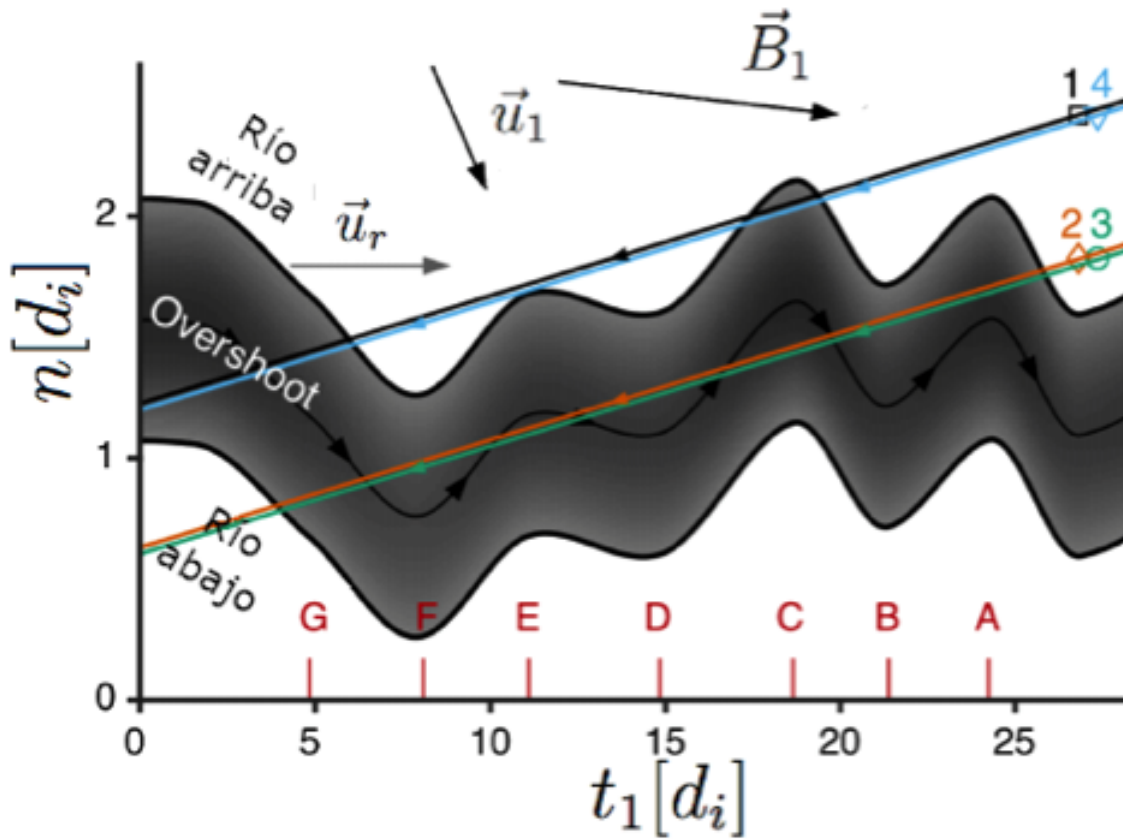 B⃗₁
1 4
u⃗₁
Río
arriba
u⃗ᵣ
2 3
2
n[dᵢ]
Overshoot
1
Río
abajo
G F E D C B A
0
0 5 10 15 20 25
t₁[dᵢ]